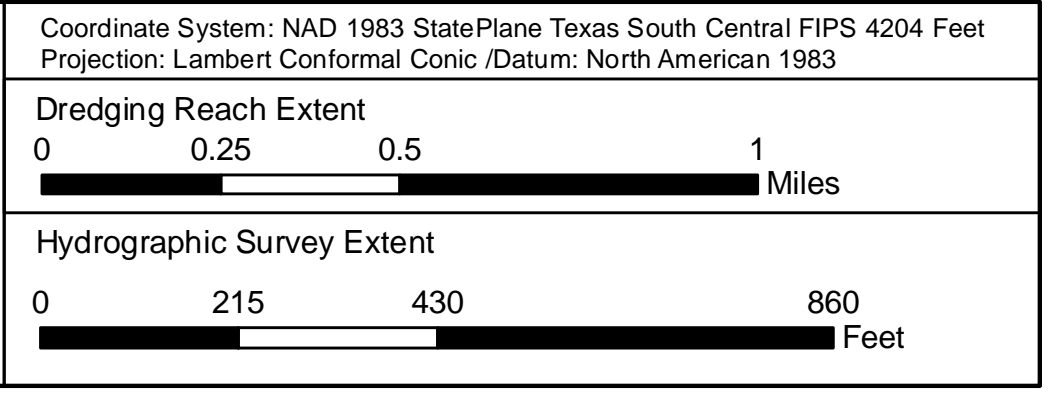 Coordinate System: NAD 1983 StatePlane Texas South Central FIPS 4204 Feet
Projection: Lambert Conformal Conic /Datum: North American 1983
Dredging Reach Extent
0 0.25 0.5 1
Miles
Hydrographic Survey Extent
0 215 430 860
Feet